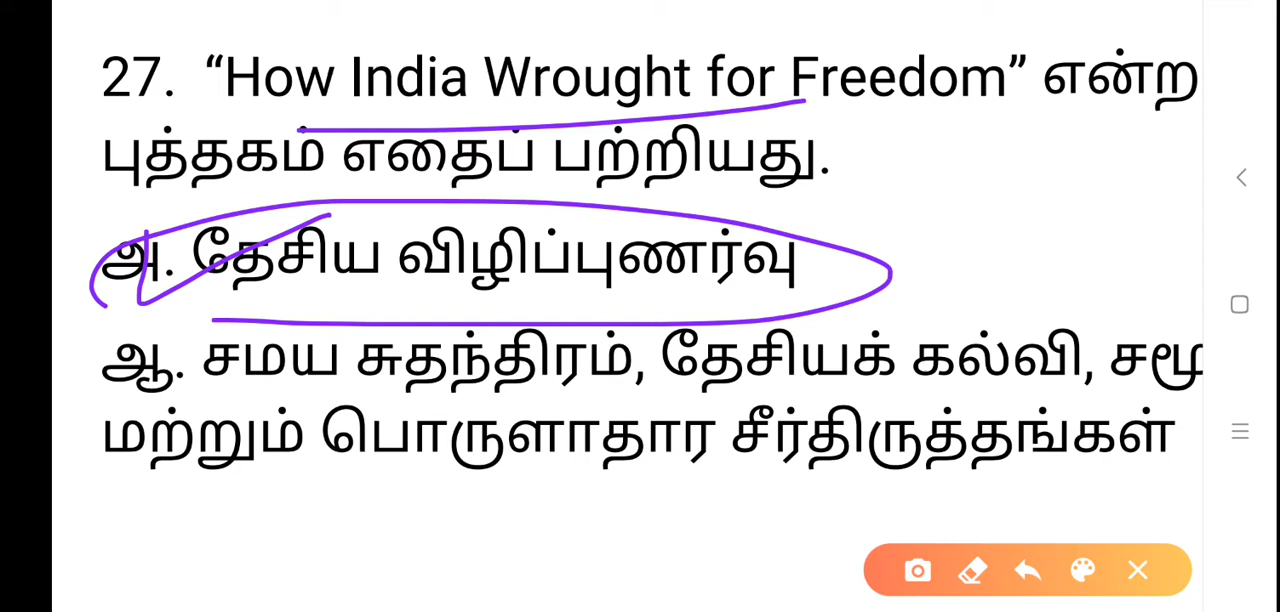 27. “How India Wrought for Freedom” என்ற
புத்தகம் எதைப் பற்றியது.
அ. தேசிய விழிப்புணர்வு
ஆ. சமய சுதந்திரம், தேசியக் கல்வி, சமூ
மற்றும் பொருளாதார சீர்திருத்தங்கள்